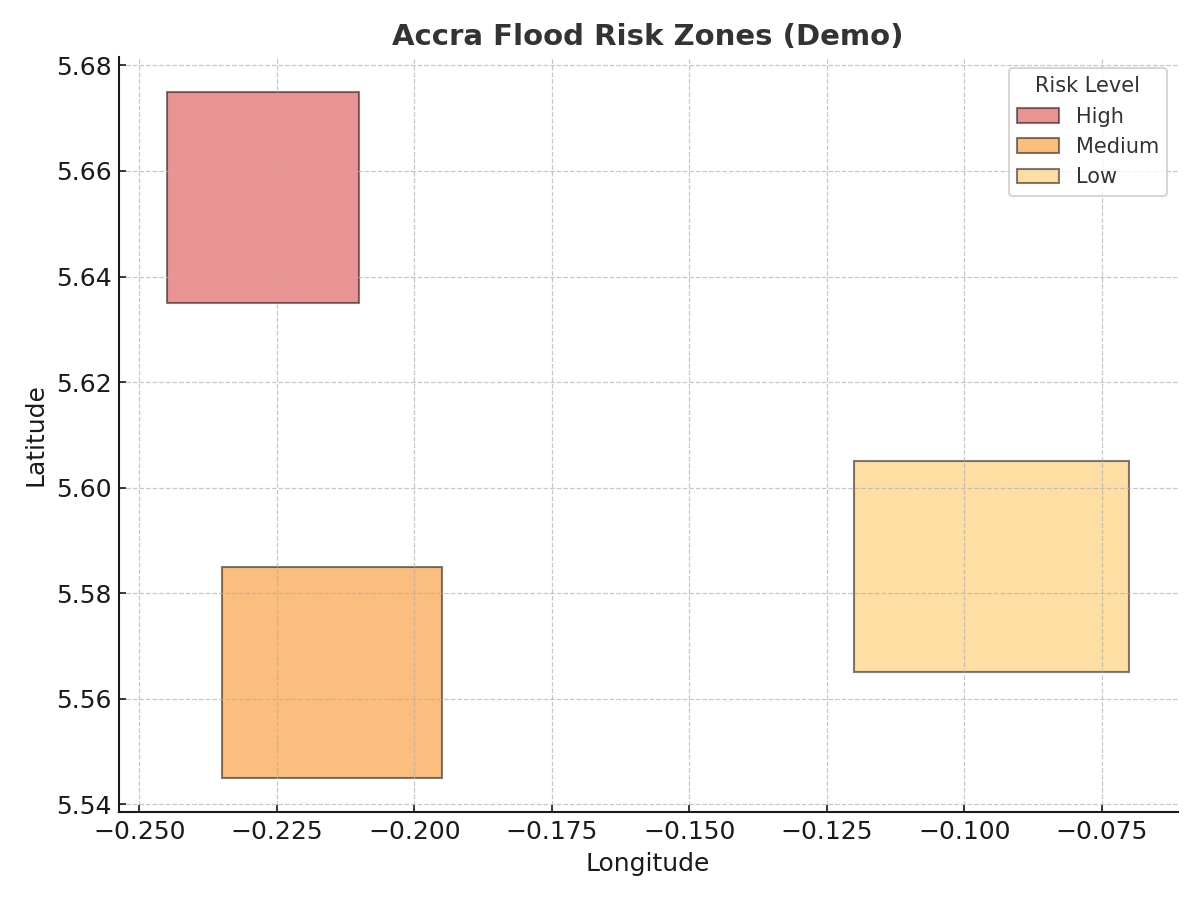 Accra Flood Risk Zones (Demo)
Risk Level
High
Medium
Low
Latitude
5.68
5.66
5.64
5.62
5.60
5.58
5.56
5.54
−0.250 −0.225 −0.200 −0.175 −0.150 −0.125 −0.100 −0.075
Longitude